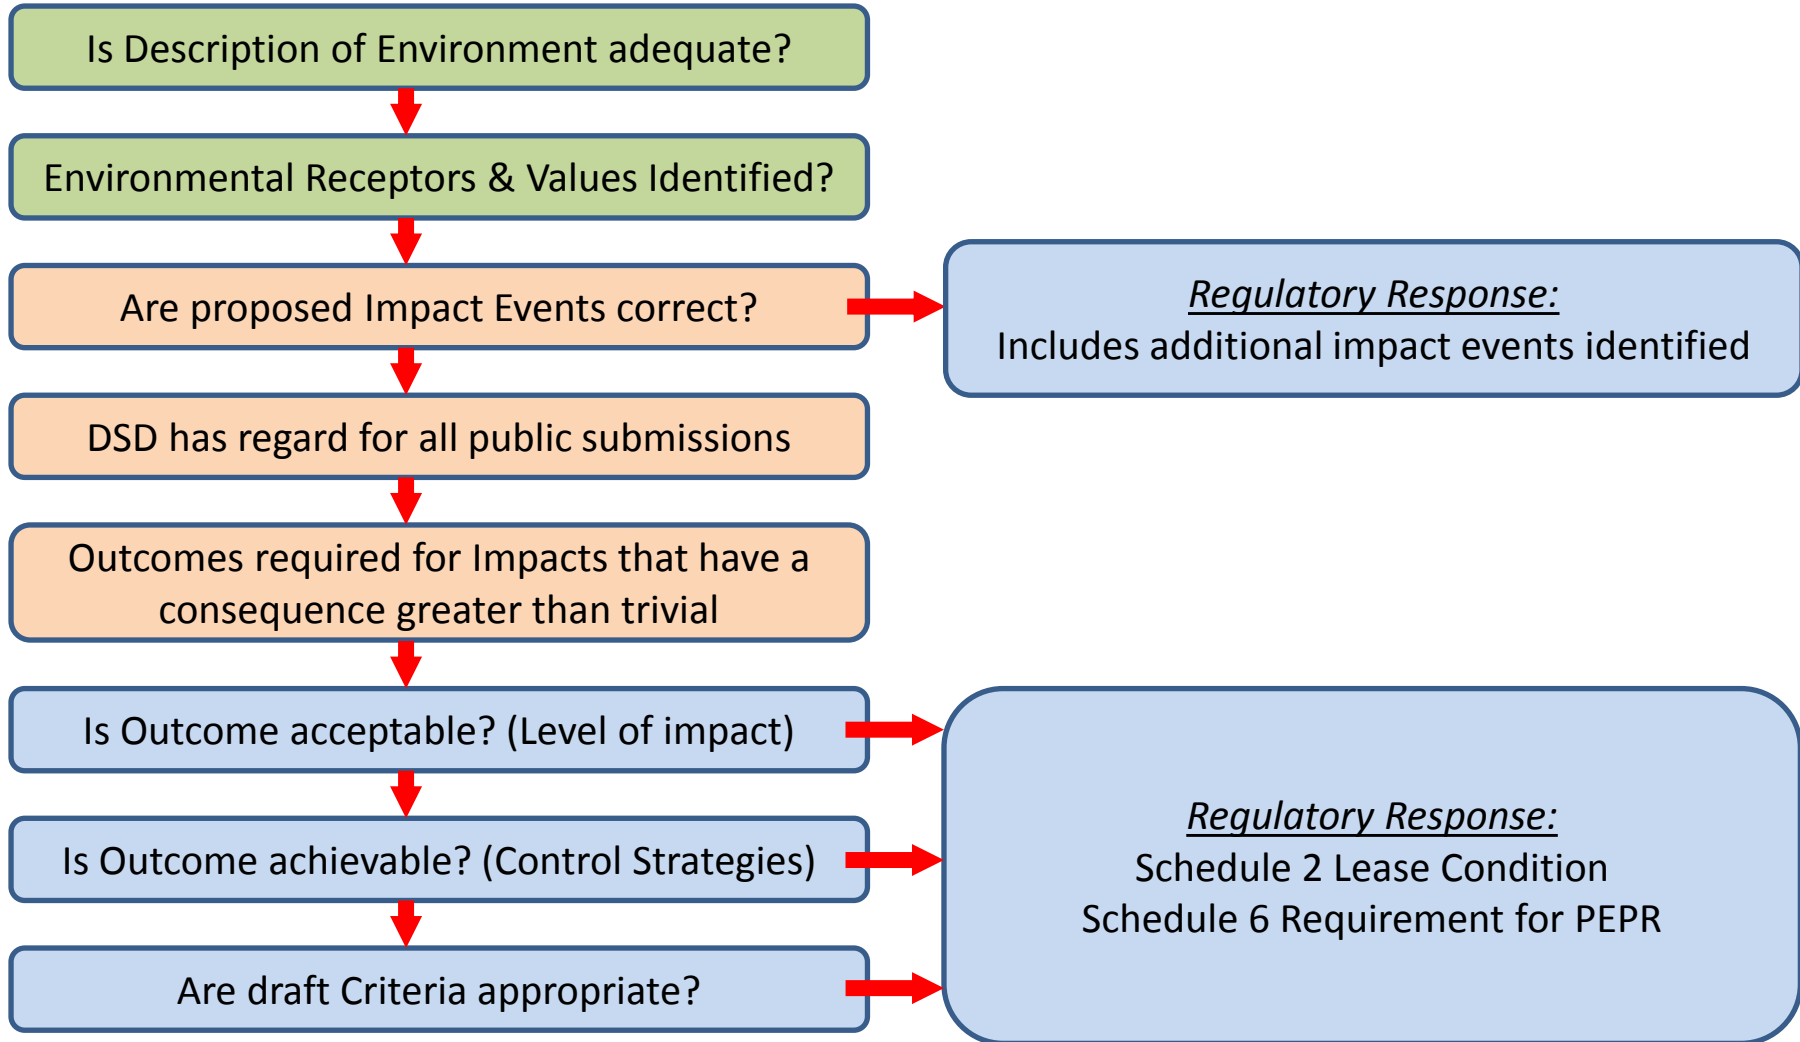 Is Description of Environment adequate?
Environmental Receptors & Values Identified?
Are proposed Impact Events correct?
Regulatory Response:
Includes additional impact events identified
DSD has regard for all public submissions
Outcomes required for Impacts that have a
consequence greater than trivial
Is Outcome acceptable? (Level of impact)
Is Outcome achievable? (Control Strategies)
Are draft Criteria appropriate?
Regulatory Response:
Schedule 2 Lease Condition
Schedule 6 Requirement for PEPR